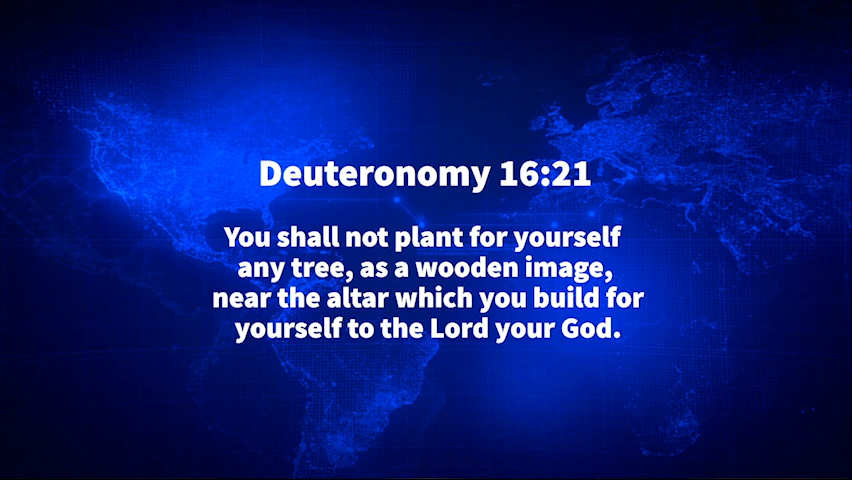 Deuteronomy 16:21
You shall not plant for yourself
any tree, as a wooden image,
near the altar which you build for
yourself to the Lord your God.